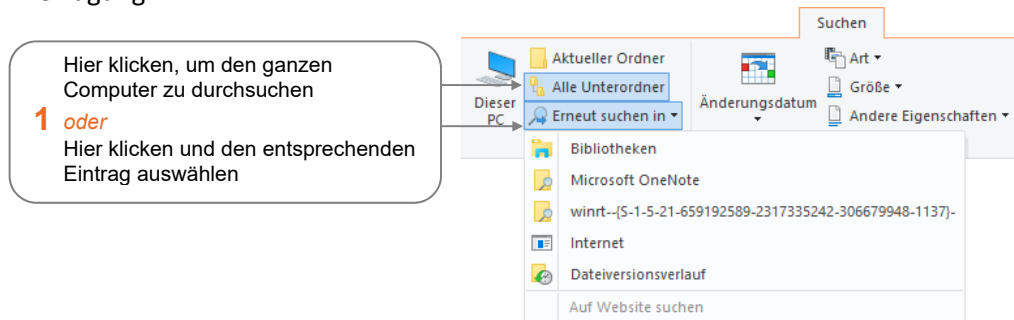 Suchen
Hier klicken, um den ganzen
Computer zu durchsuchen
1 oder
Hier klicken und den entsprechenden
Eintrag auswählen
Dieser
PC
Aktueller Ordner
Alle Unterordner
Erneut suchen in
Änderungsdatum
Art
Größe
Andere Eigenschaften
Bibliotheken
Microsoft OneNote
winrt--{S-1-5-21-659192589-2317335242-306679948-1137}-
Internet
Dateiversionsverlauf
Auf Website suchen